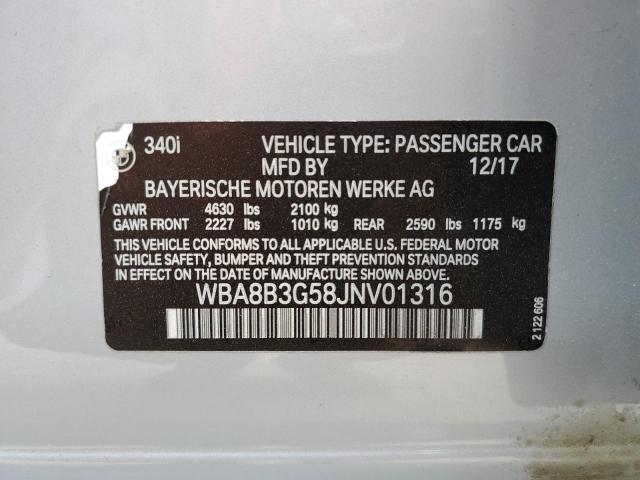 340i VEHICLE TYPE: PASSENGER CAR
MFD BY 12/17
BAYERISCHE MOTOREN WERKE AG
GVWR 4630 lbs 2100 kg
GAWR FRONT 2227 lbs 1010 kg REAR 2590 lbs 1175 kg
THIS VEHICLE CONFORMS TO ALL APPLICABLE U.S. FEDERAL MOTOR
VEHICLE SAFETY, BUMPER AND THEFT PREVENTION STANDARDS
IN EFFECT ON THE DATE OF MANUFACTURE SHOWN ABOVE.
WBA8B3G58JNV01316
2 122 606